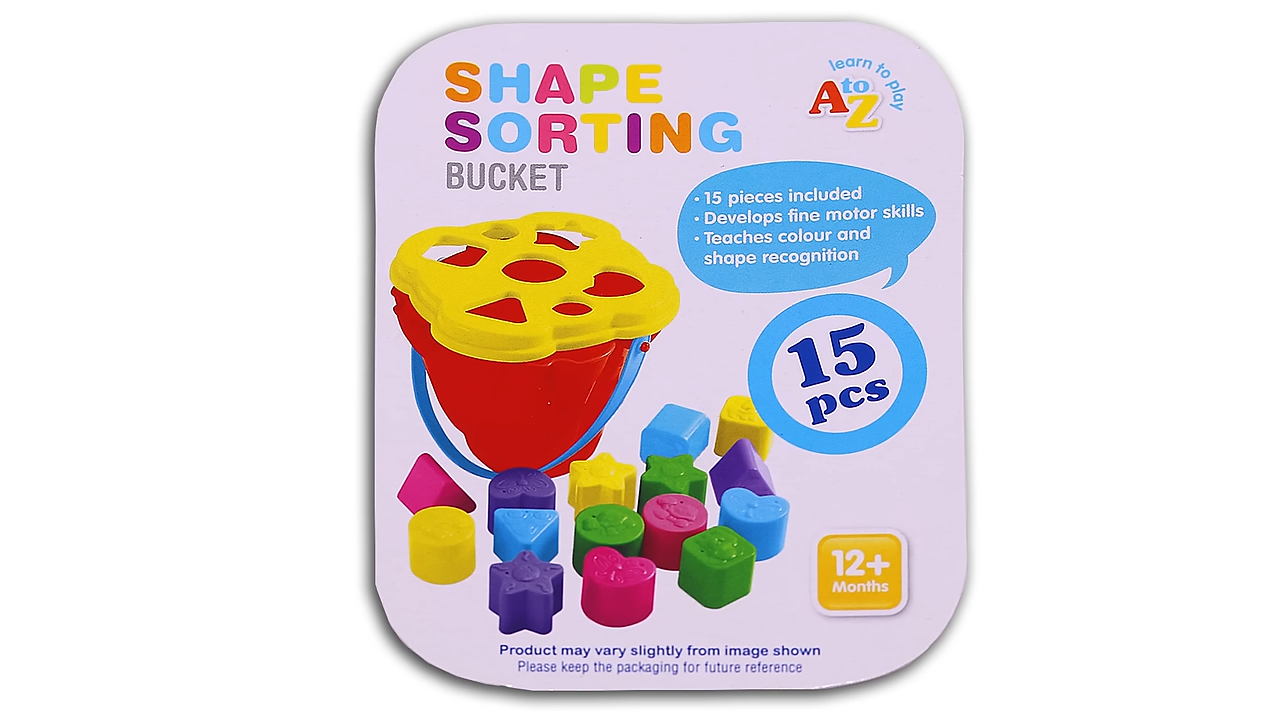 SHAPE
SORTING
BUCKET
learn to play
A to Z
• 15 pieces included
• Develops fine motor skills
• Teaches colour and
shape recognition
15
pcs
12+
Months
Product may vary slightly from image shown
Please keep the packaging for future reference